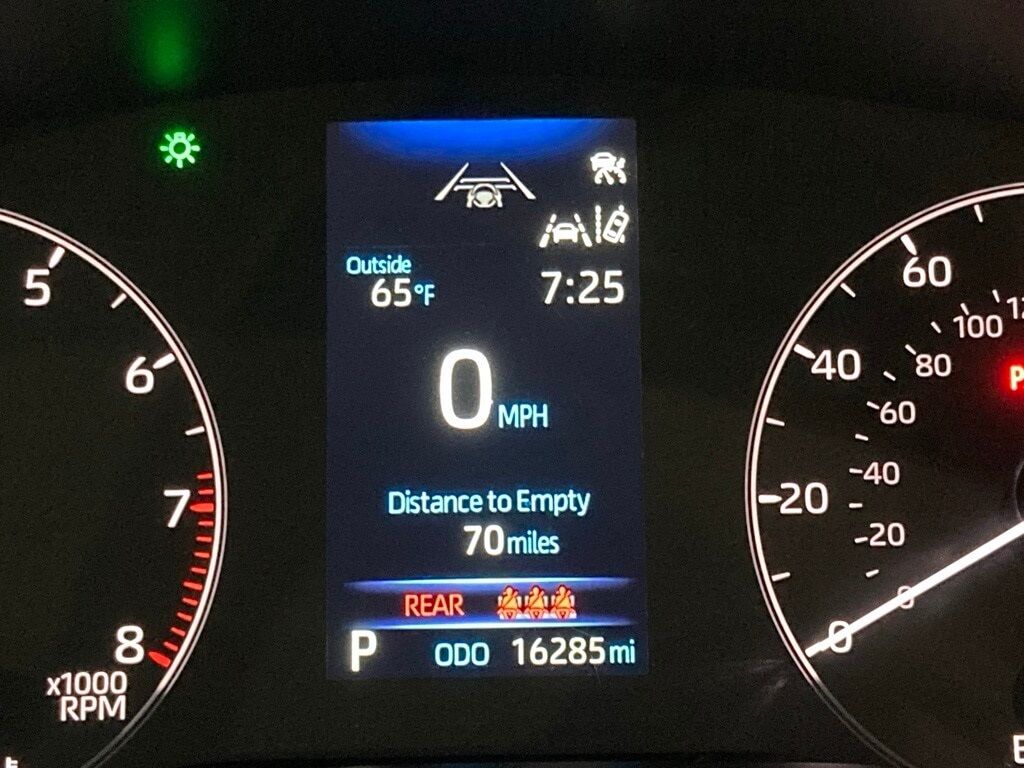 5
6
7
8
x1000
RPM
Outside
65°F
7:25
0 MPH
Distance to Empty
70 miles
REAR
P ODO 16285 mi
60
40
20
0
100
80
60
40
20
0
P
E